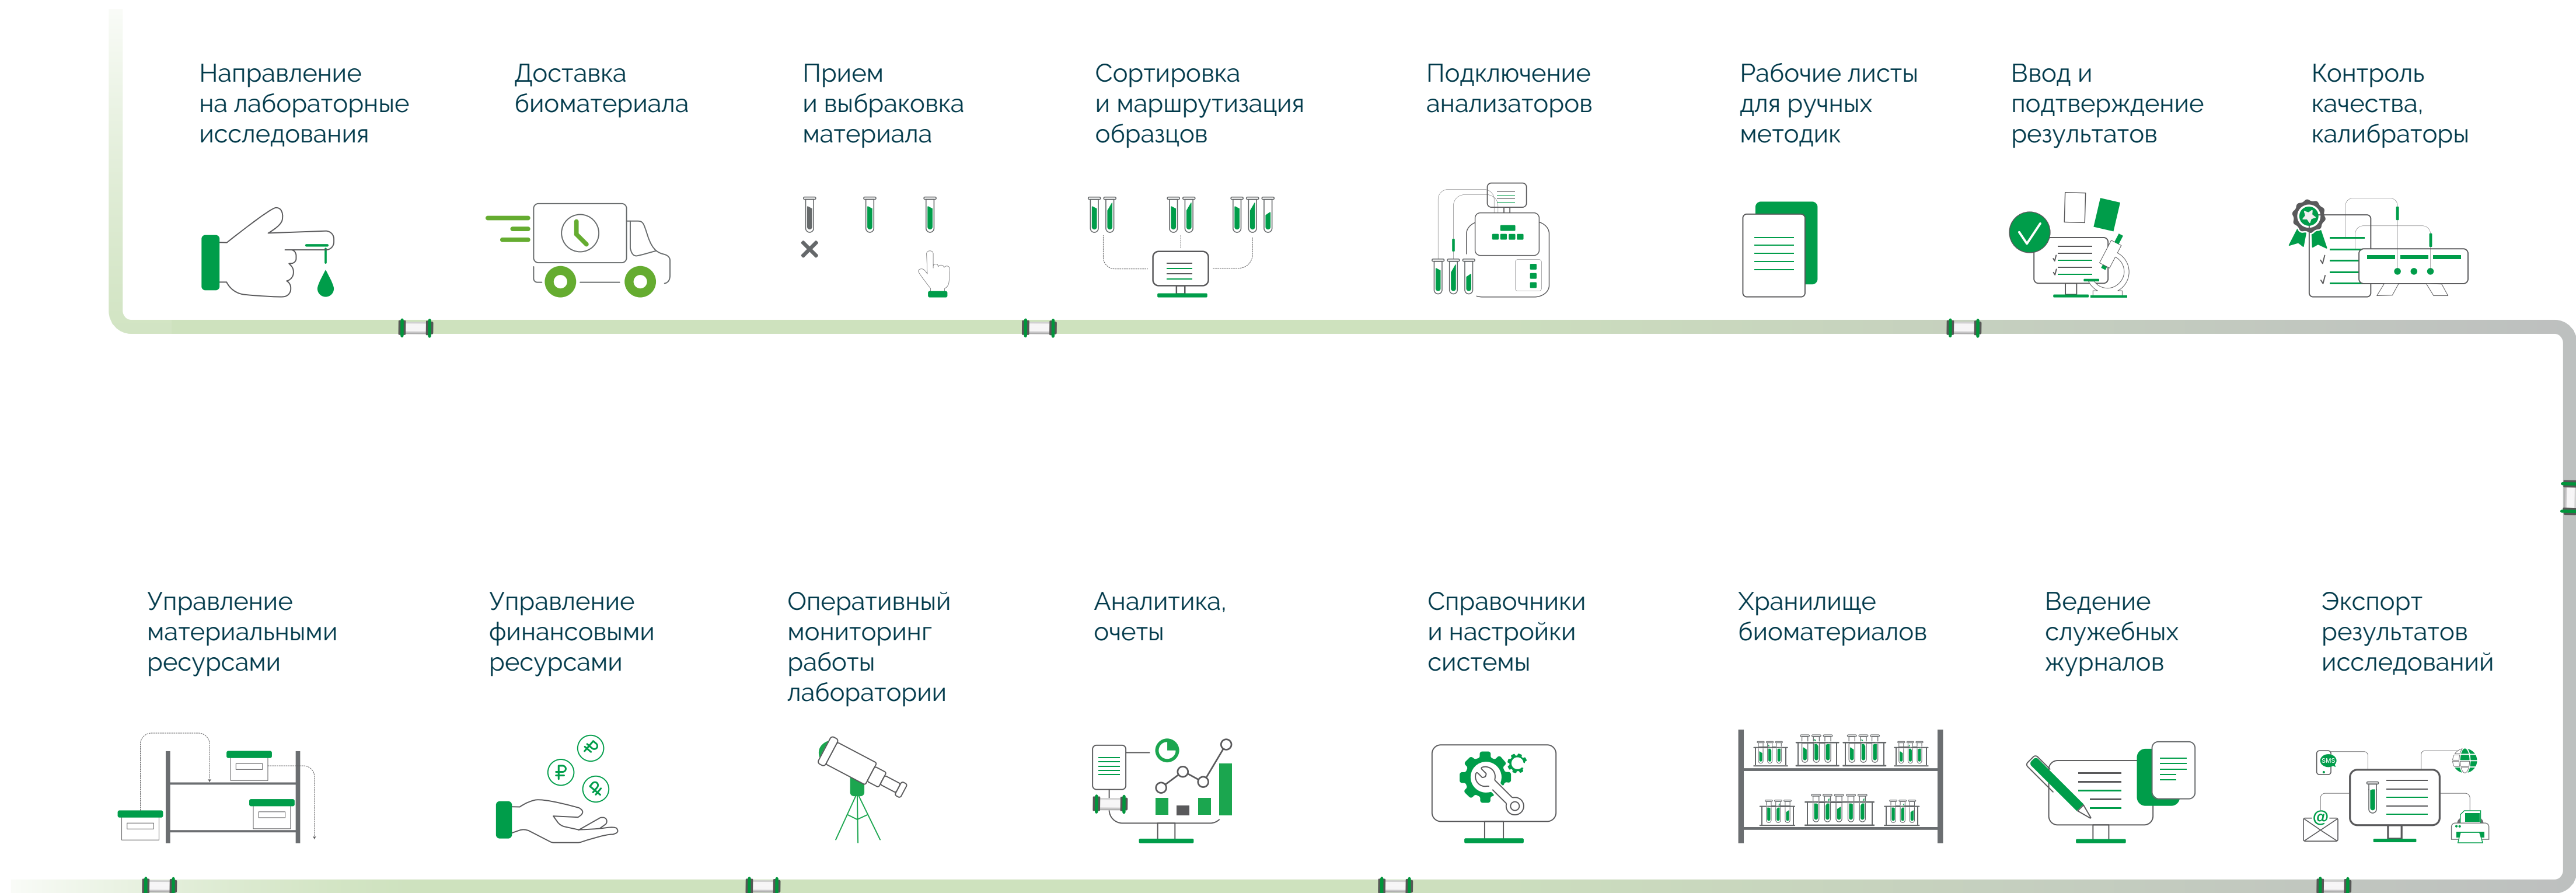 Направление
на лабораторные
исследования
Доставка
биоматериала
Прием
и выбраковка
материала
Сортировка
и маршрутизация
образцов
Подключение
анализаторов
Рабочие листы
для ручных
методик
Ввод и
подтверждение
результатов
Контроль
качества,
калибраторы
Управление
материальными
ресурсами
Управление
финансовыми
ресурсами
Оперативный
мониторинг
работы
лаборатории
Аналитика,
очеты
Справочники
и настройки
системы
Хранилище
биоматериалов
Ведение
служебных
журналов
Экспорт
результатов
исследований
SMS
@